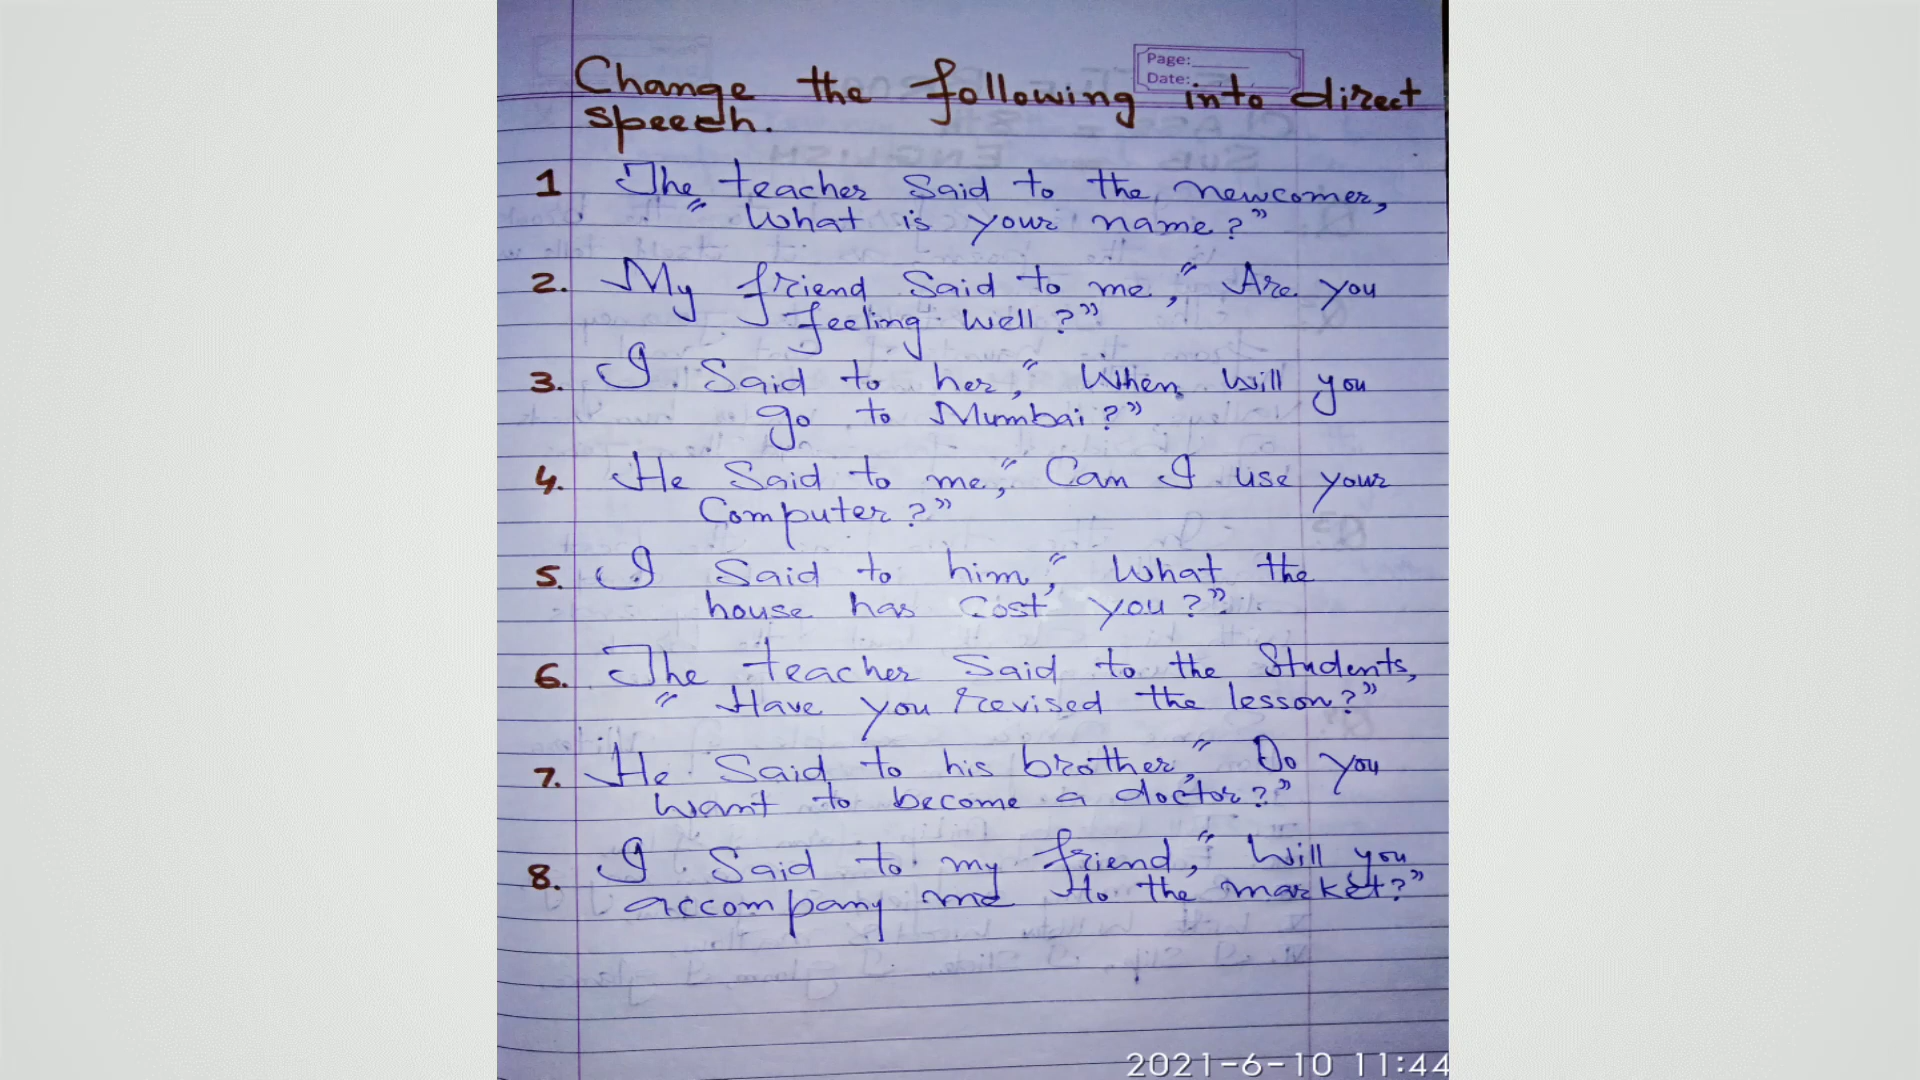 Page:
Date:
Change the following into direct
speech.
1 The teacher said to the newcomer,
" What is your name?"
2. My friend Said to me," Are you
feeling well?"
3. I Said to her," When will you
go to Mumbai?"
4. He Said to me," Can I use your
Computer?"
5. I Said to him," What the
house has cost you?"
6. The teacher Said to the Students,
" Have you revised the lesson?"
7. He Said to his brother," Do you
want to become a doctor?"
8. I Said to my friend," Will you
accompany me to the market?"
2021-6-10 11:44